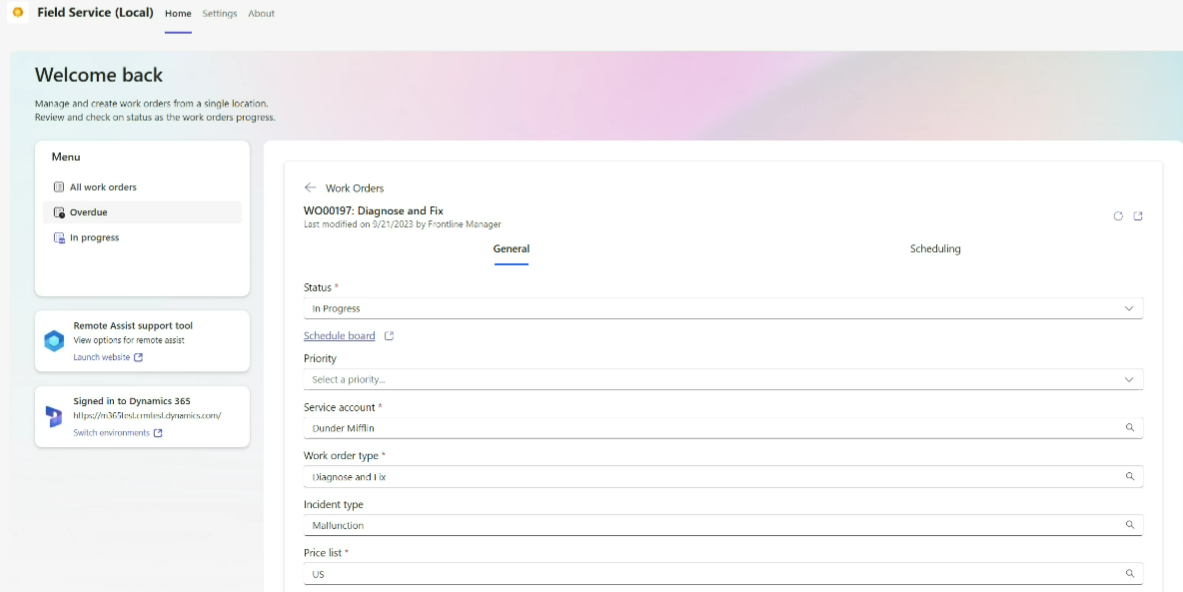 Field Service (Local) Home Settings About
Welcome back
Manage and create work orders from a single location.
Review and check on status as the work orders progress.
Menu
All work orders
Overdue
In progress
Remote Assist support tool
View options for remote assist
Launch website
Signed in to Dynamics 365
https://m365test.crmtest.dynamics.com/
Switch environments
Work Orders
WO00197: Diagnose and Fix
Last modified on 9/21/2023 by Frontline Manager
General Scheduling
Status *
In Progress
Schedule board
Priority
Select a priority...
Service account *
Dunder Mifflin
Work order type *
Diagnose and Fix
Incident type
Malfunction
Price list *
US